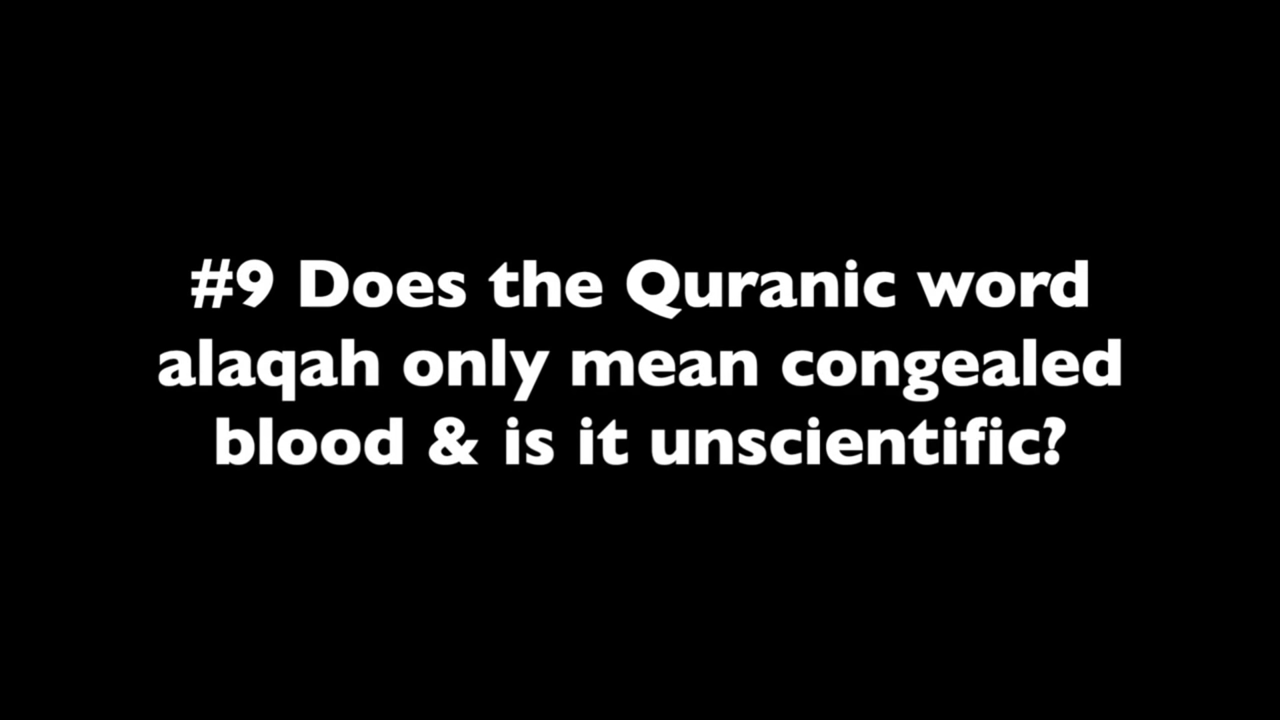 #9 Does the Quranic word
alaqah only mean congealed
blood & is it unscientific?